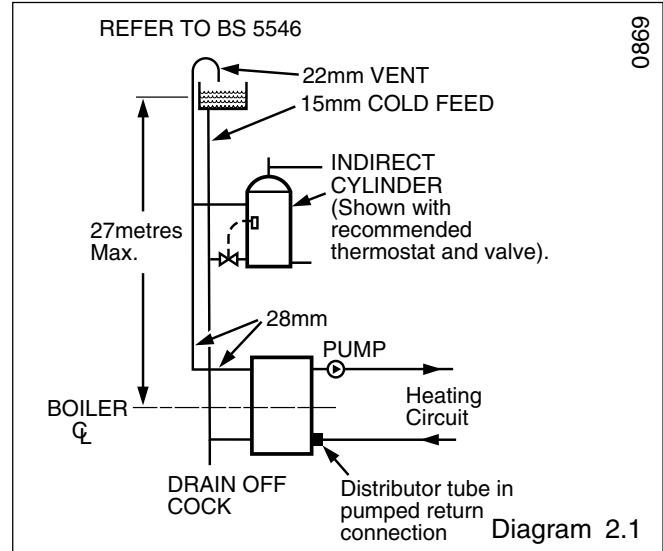 REFER TO BS 5546
0869
22mm VENT
15mm COLD FEED
INDIRECT
CYLINDER
(Shown with
recommended
thermostat and valve).
27metres
Max.
28mm
PUMP
Heating
Circuit
BOILER
℄
DRAIN OFF
COCK
Distributor tube in
pumped return
connection
Diagram 2.1